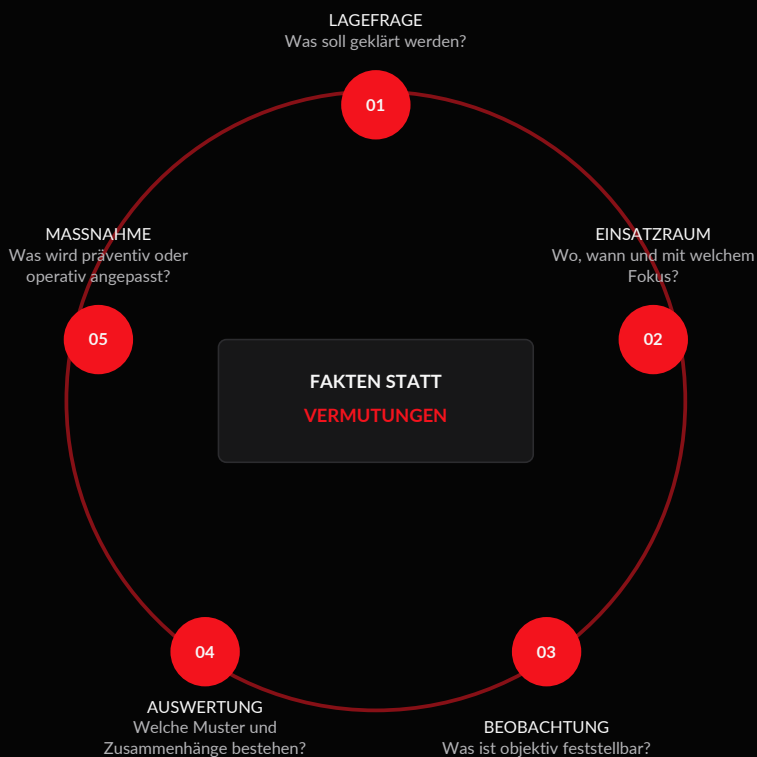 LAGEFRAGE
Was soll geklärt werden?
01
EINSATZRAUM
Wo, wann und mit welchem
Fokus?
02
BEOBACHTUNG
Was ist objektiv feststellbar?
03
AUSWERTUNG
Welche Muster und
Zusammenhänge bestehen?
04
MASSNAHME
Was wird präventiv oder
operativ angepasst?
05
FAKTEN STATT
VERMUTUNGEN